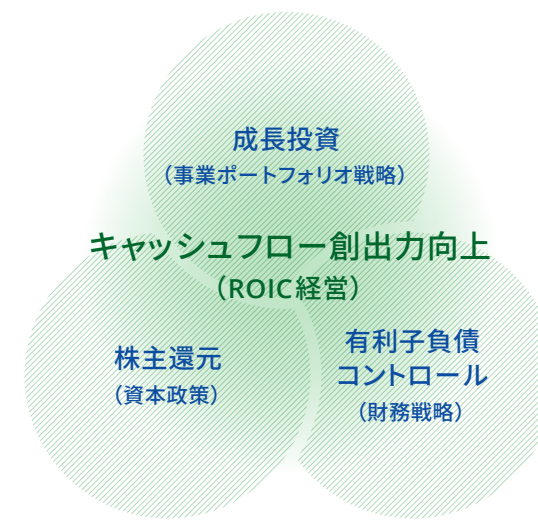 成長投資
（事業ポートフォリオ戦略）
キャッシュフロー創出力向上
（ROIC経営）
株主還元
（資本政策）
有利子負債
コントロール
（財務戦略）